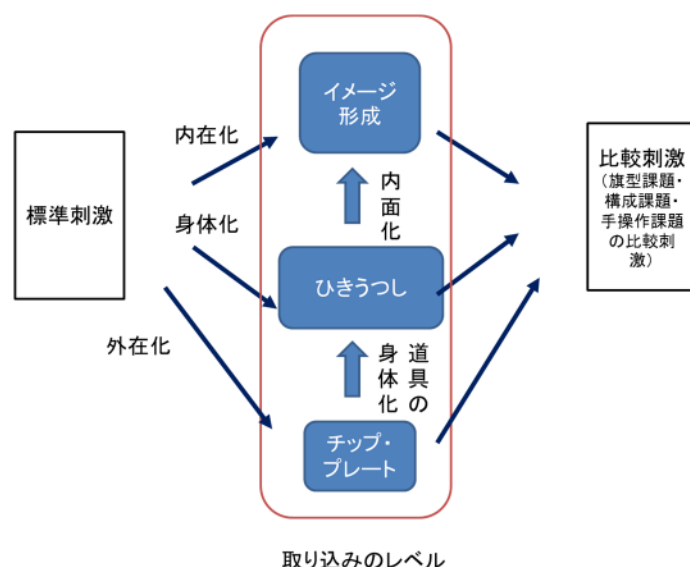 イメージ
形成
内在化
標準刺激
身体化
内面化
ひきうつし
外在化
道具の
身体化
チップ・
プレート
比較刺激
（旗型課題・
構成課題・
手操作課題
の比較刺
激）
取り込みのレベル